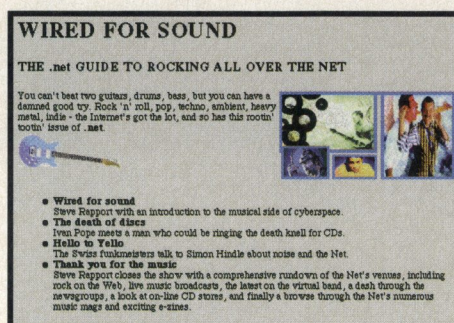 WIRED FOR SOUND
THE .net GUIDE TO ROCKING ALL OVER THE NET
You can't beat two guitars, drums, bass, but you can have a
damned good try. Rock 'n' roll, pop, techno, ambient, heavy
metal, indie - the Internet's got the lot, and so has this rootin'
tootin' issue of .net.
● Wired for sound
Steve Rapport with an introduction to the musical side of cyberspace.
● The death of discs
Ivan Pope meets a man who could be ringing the death knell for CDs.
● Hello to Yello
The Swiss funkmeisters talk to Simon Hindle about noise and the Net.
● Thank you for the music
Steve Rapport closes the show with a comprehensive rundown of the Net's venues, including
rock on the Web, live music broadcasts, the latest on the virtual band, a dash through the
newsgroups, a look at on-line CD stores, and finally a browse through the Net's numerous
music mags and exciting e-zines.